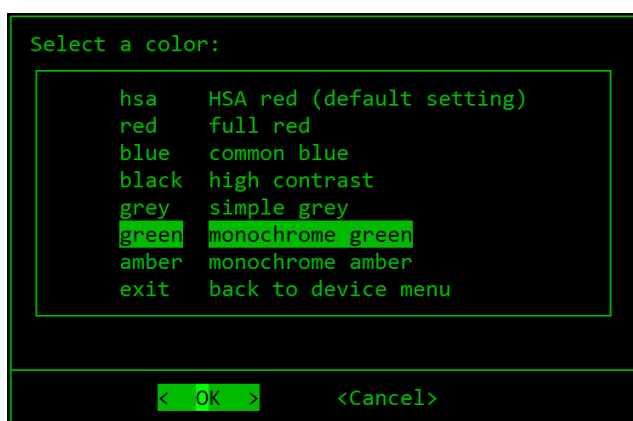 Select a color:
hsa HSA red (default setting)
red full red
blue common blue
black high contrast
grey simple grey
green monochrome green
amber monochrome amber
exit back to device menu
< OK > <Cancel>